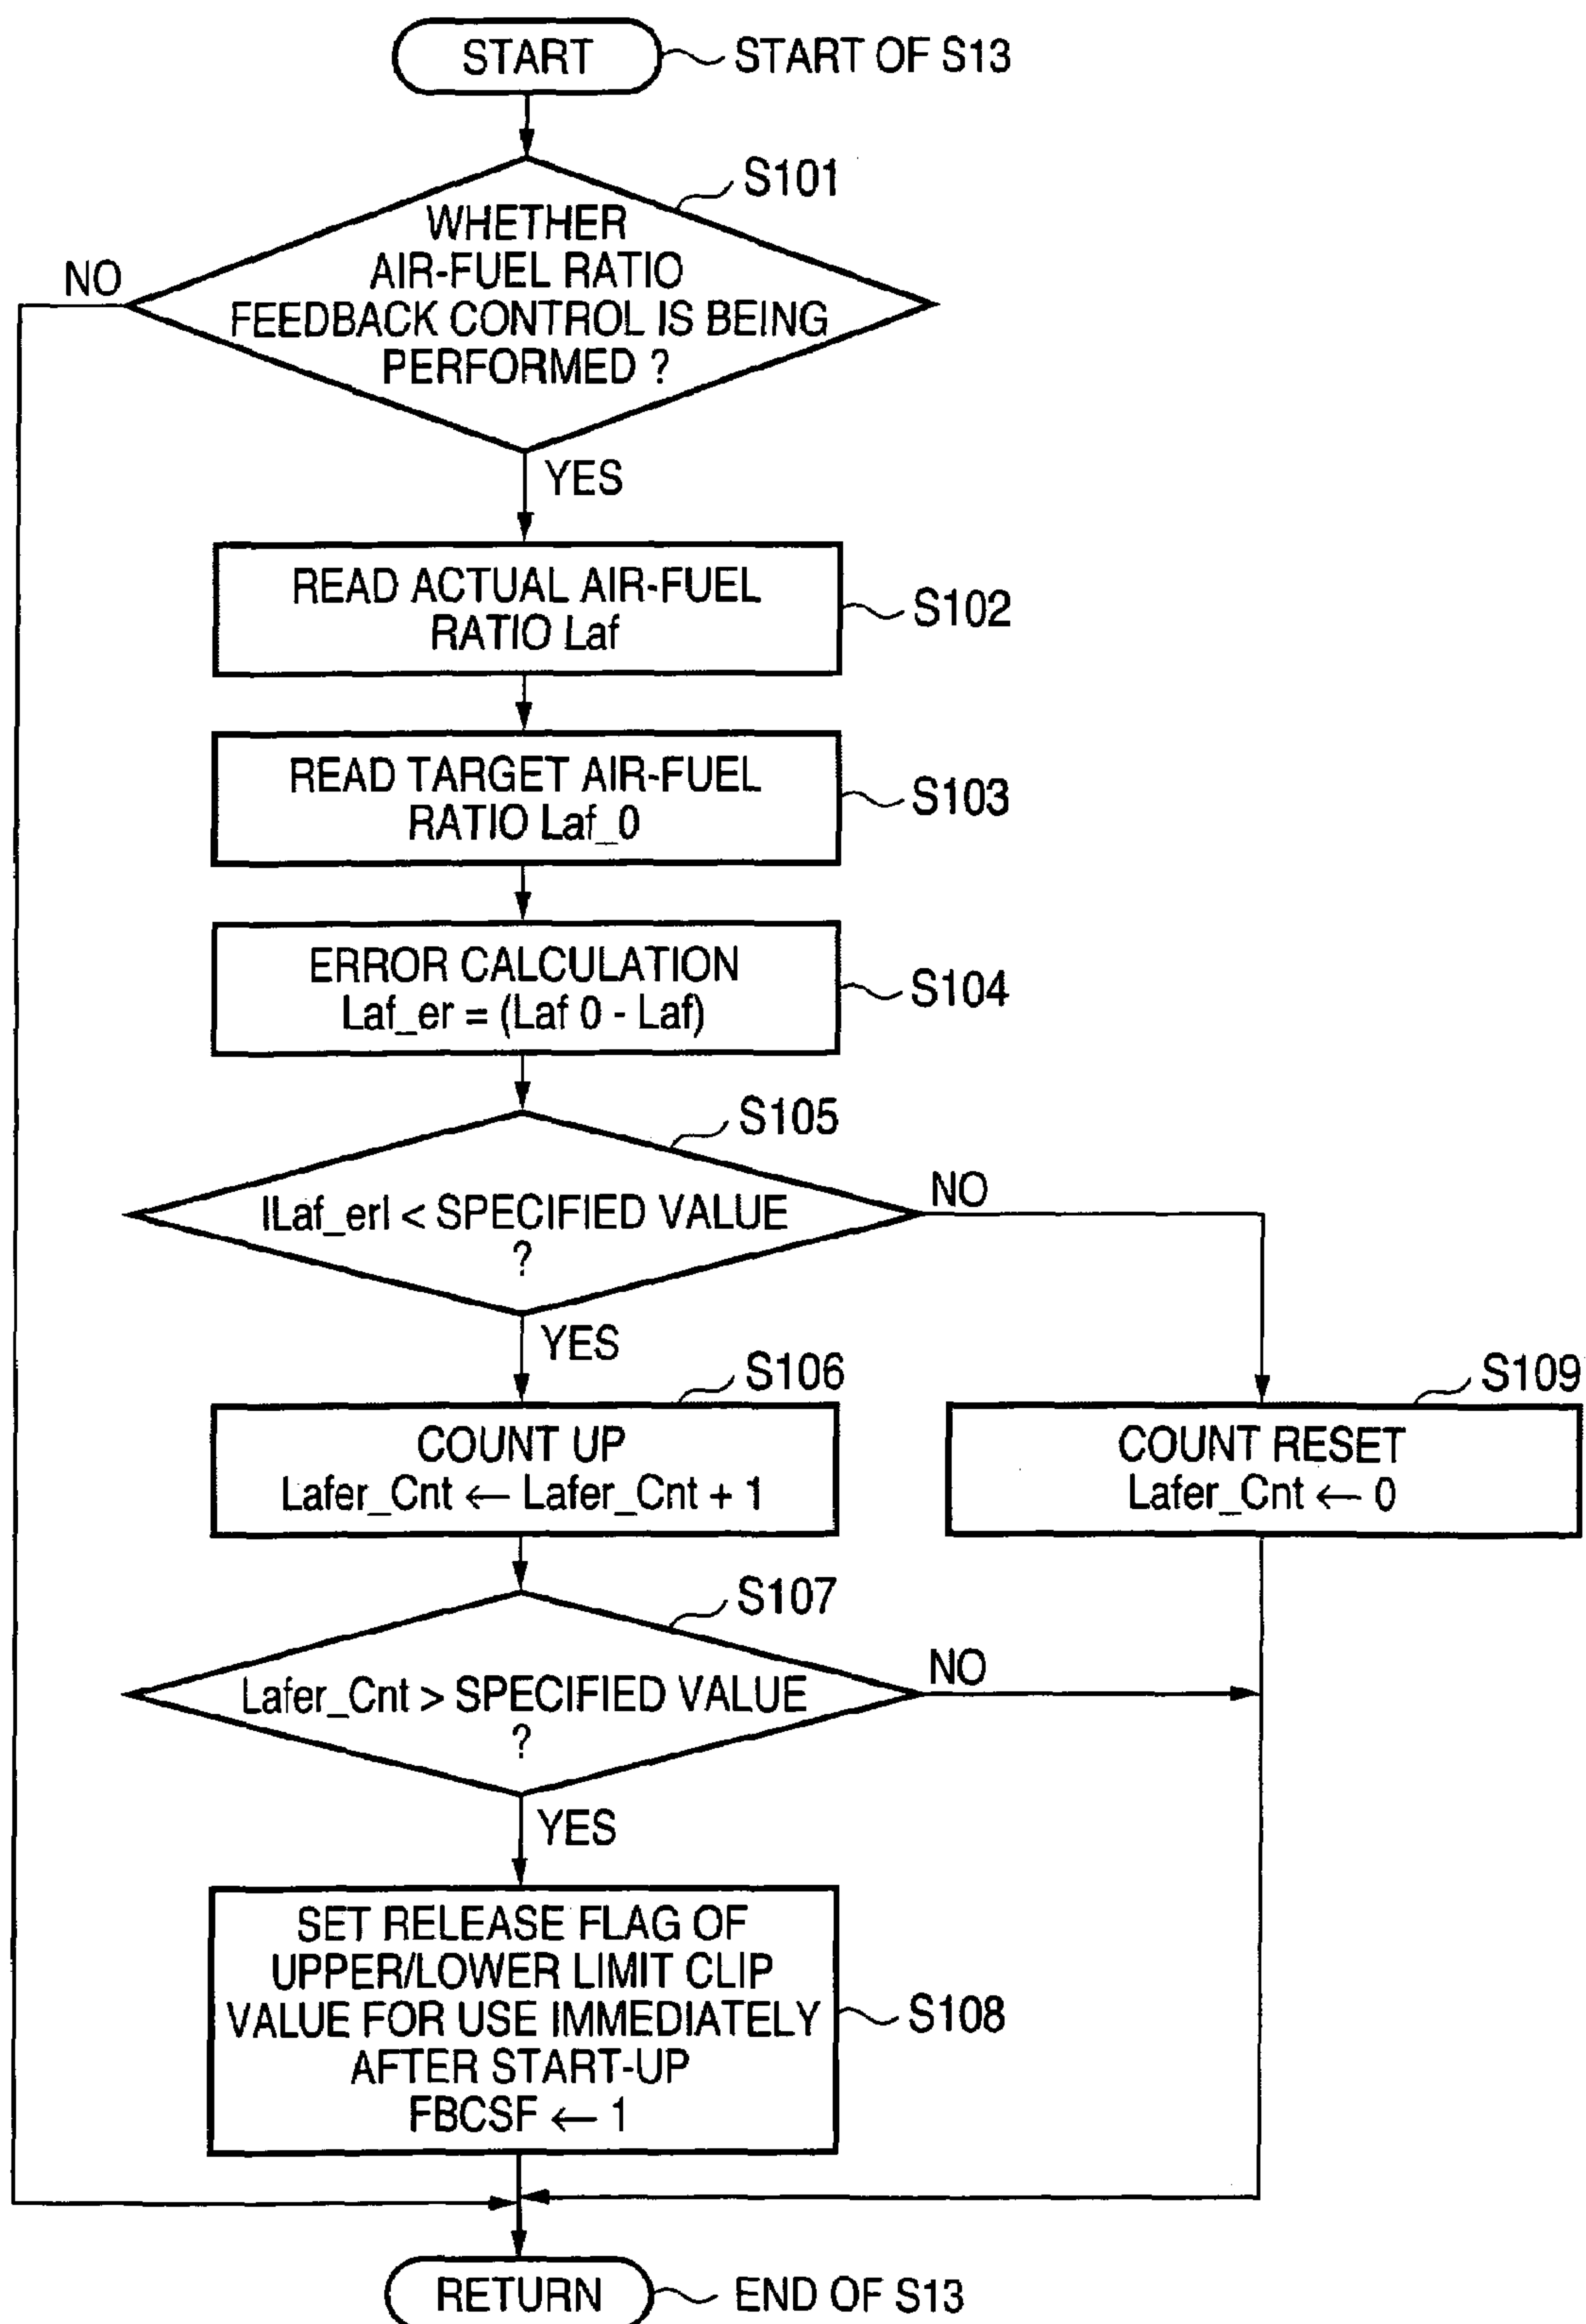 START
START OF S13
S101
WHETHER
AIR-FUEL RATIO
FEEDBACK CONTROL IS BEING
PERFORMED ?
NO
YES
READ ACTUAL AIR-FUEL
RATIO Laf
S102
READ TARGET AIR-FUEL
RATIO Laf_0
S103
ERROR CALCULATION
Laf_er = (Laf 0 - Laf)
S104
S105
|Laf_er| < SPECIFIED VALUE
?
NO
YES
S106
COUNT UP
Lafer_Cnt ← Lafer_Cnt + 1
S109
COUNT RESET
Lafer_Cnt ← 0
S107
Lafer_Cnt > SPECIFIED VALUE
?
NO
YES
SET RELEASE FLAG OF
UPPER/LOWER LIMIT CLIP
VALUE FOR USE IMMEDIATELY
AFTER START-UP
FBCSF ← 1
S108
RETURN
END OF S13